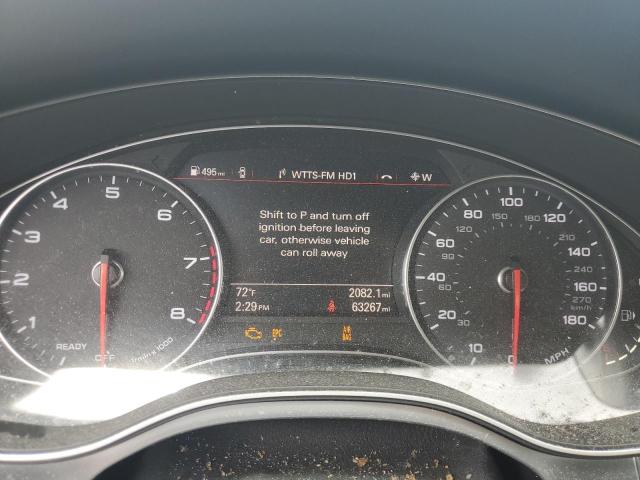 495 mi WTTS-FM HD1 W
Shift to P and turn off
ignition before leaving
car, otherwise vehicle
can roll away
72°F 2082.1 mi
2:29 PM 63267 mi
EPC AIR BAG
1 2 3 4 5 6 7 8
READY OFF 1/min x 1000
0 10 20 40 60 80 100 120 140 160 180
30 60 90 120 150 180 210 240 270
km/h
MPH